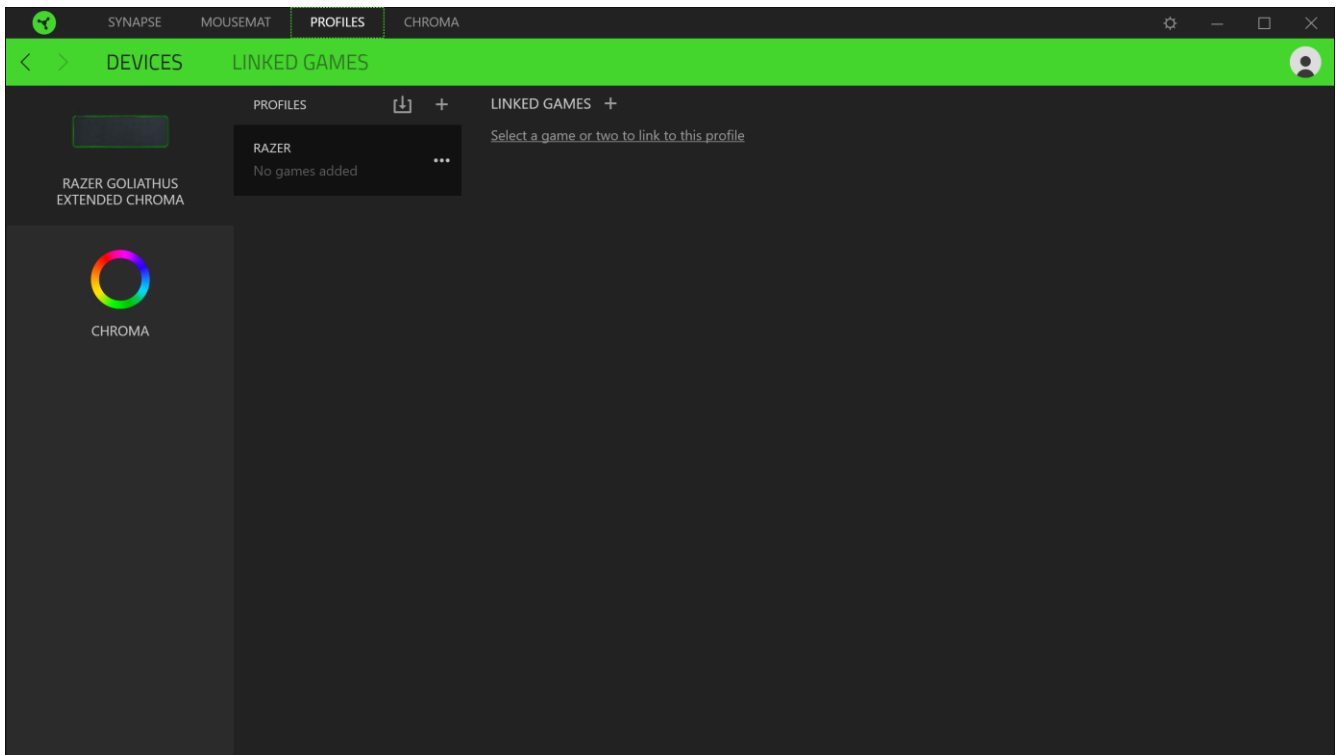 SYNAPSE MOUSEMAT PROFILES CHROMA
DEVICES LINKED GAMES
PROFILES
LINKED GAMES
Select a game or two to link to this profile
RAZER
No games added
RAZER GOLIATHUS
EXTENDED CHROMA
CHROMA